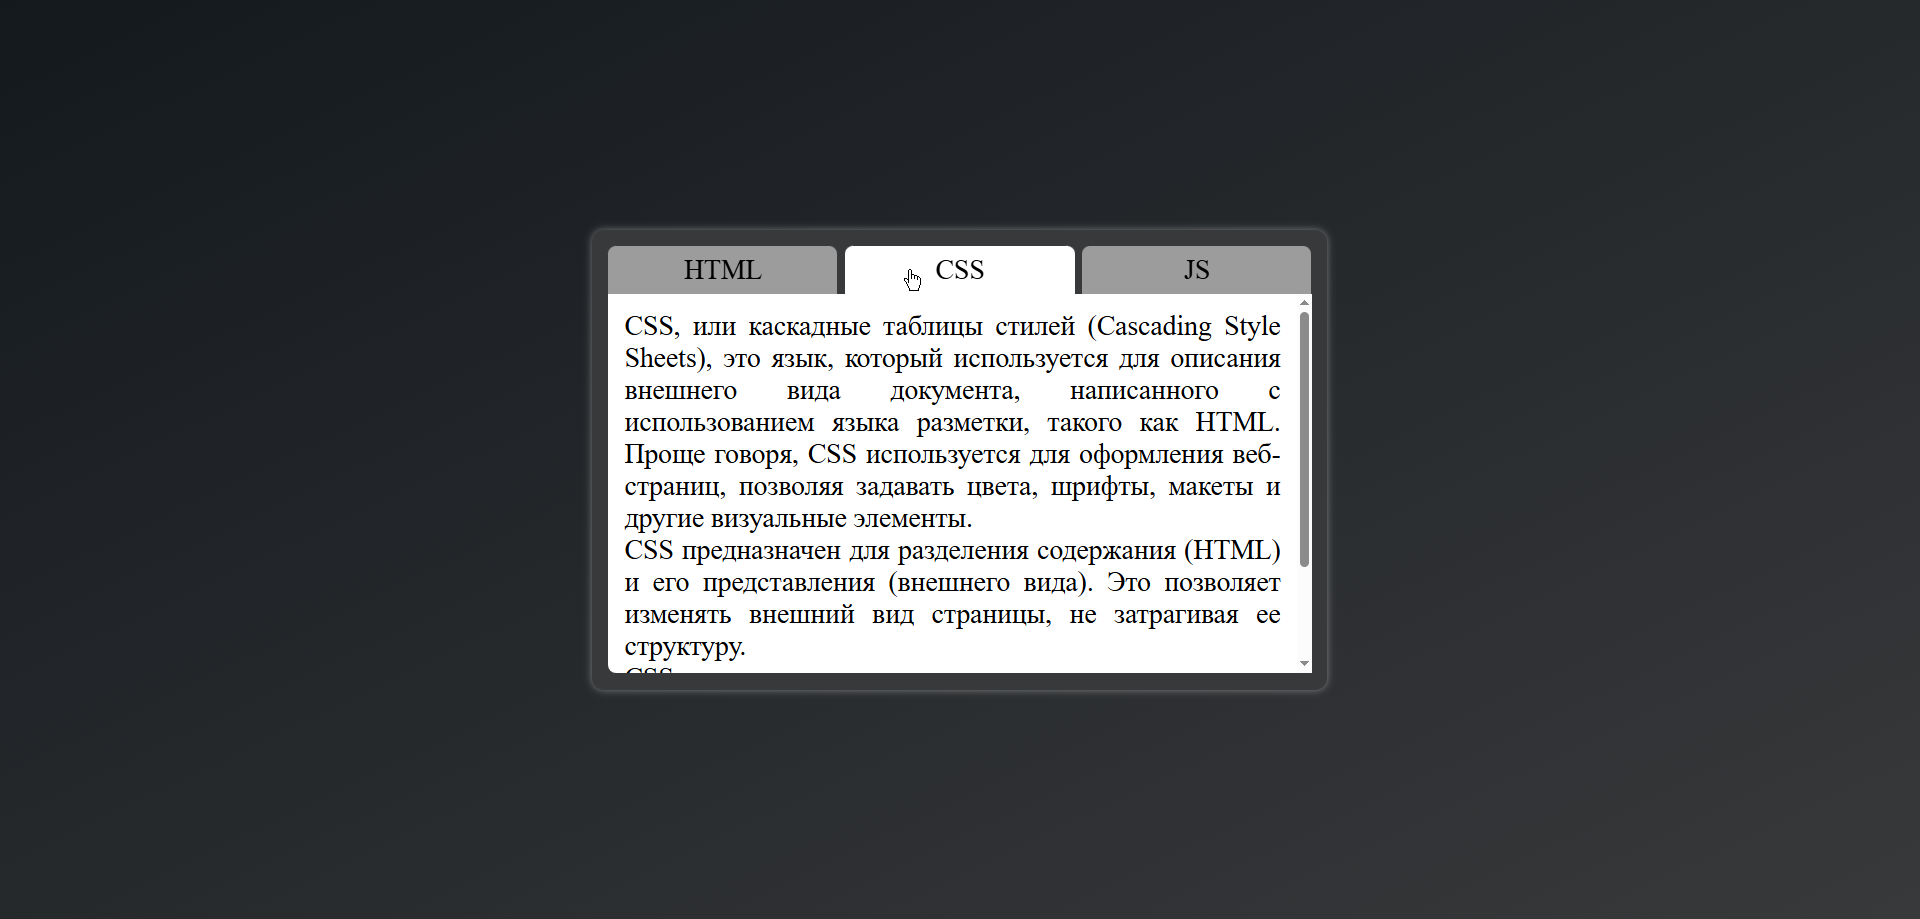 HTML
CSS
JS
CSS, или каскадные таблицы стилей (Cascading Style
Sheets), это язык, который используется для описания
внешнего вида документа, написанного с
использованием языка разметки, такого как HTML.
Проще говоря, CSS используется для оформления веб-
страниц, позволяя задавать цвета, шрифты, макеты и
другие визуальные элементы.
CSS предназначен для разделения содержания (HTML)
и его представления (внешнего вида). Это позволяет
изменять внешний вид страницы, не затрагивая ее
структуру.